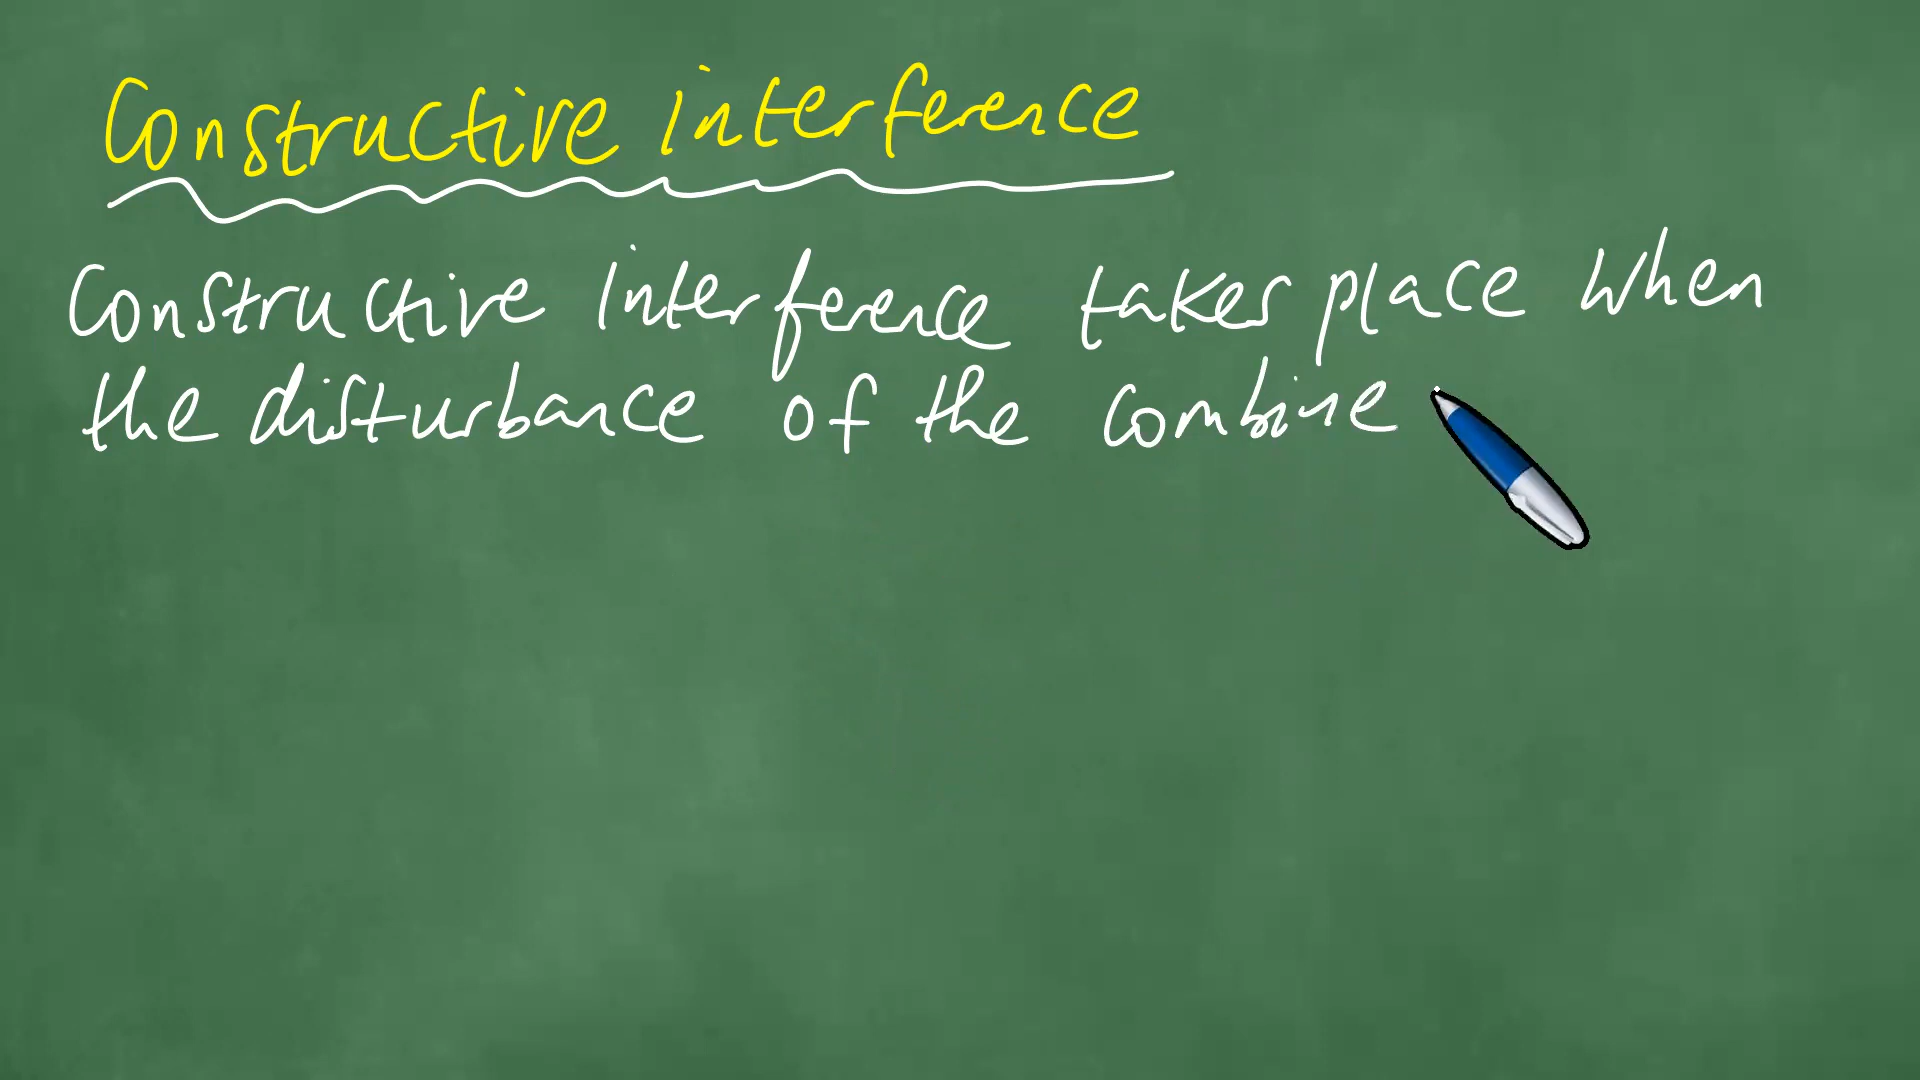 Constructive interference
Constructive interference takes place when
the disturbance of the combine